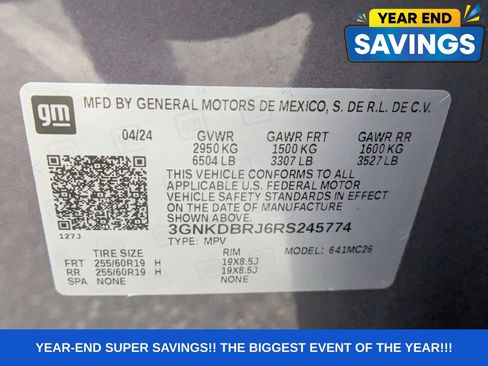 YEAR END
SAVINGS
gm
MFD BY GENERAL MOTORS DE MEXICO, S. DE R.L. DE C.V.
04/24 GVWR GAWR FRT GAWR RR
2950 KG 1500 KG 1600 KG
6504 LB 3307 LB 3527 LB
THIS VEHICLE CONFORMS TO ALL
APPLICABLE U.S. FEDERAL MOTOR
VEHICLE SAFETY STANDARDS IN EFFECT
ON THE DATE OF MANUFACTURE
127J 3GNKDBRJ6RS245774
TYPE: MPV
TIRE SIZE RIM MODEL: 641MC26
FRT 255/60R19 H 19X8.5J
RR 255/60R19 H 19X8.5J
SPA NONE NONE
YEAR-END SUPER SAVINGS!! THE BIGGEST EVENT OF THE YEAR!!!